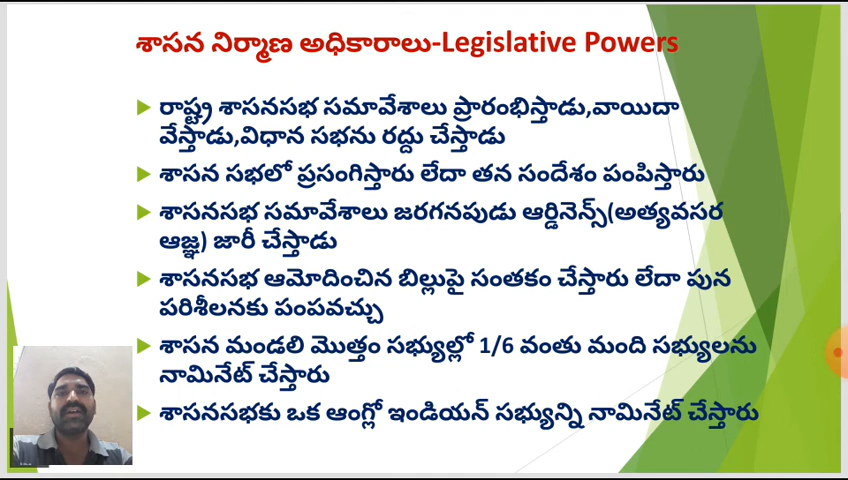 శాసన నిర్మాణ అధికారాలు-Legislative Powers
రాష్ట్ర శాసనసభ సమావేశాలు ప్రారంభిస్తాడు,వాయిదా
వేస్తాడు,విధాన సభను రద్దు చేస్తాడు
శాసన సభలో ప్రసంగిస్తారు లేదా తన సందేశం పంపిస్తారు
శాసనసభ సమావేశాలు జరగనపుడు ఆర్డినెన్స్(అత్యవసర
ఆజ్ఞ) జారీ చేస్తాడు
శాసనసభ ఆమోదించిన బిల్లుపై సంతకం చేస్తారు లేదా పున
పరిశీలనకు పంపవచ్చు
శాసన మండలి మొత్తం సభ్యుల్లో 1/6 వంతు మంది సభ్యులను
నామినేట్ చేస్తారు
శాసనసభకు ఒక ఆంగ్లో ఇండియన్ సభ్యున్ని నామినేట్ చేస్తారు